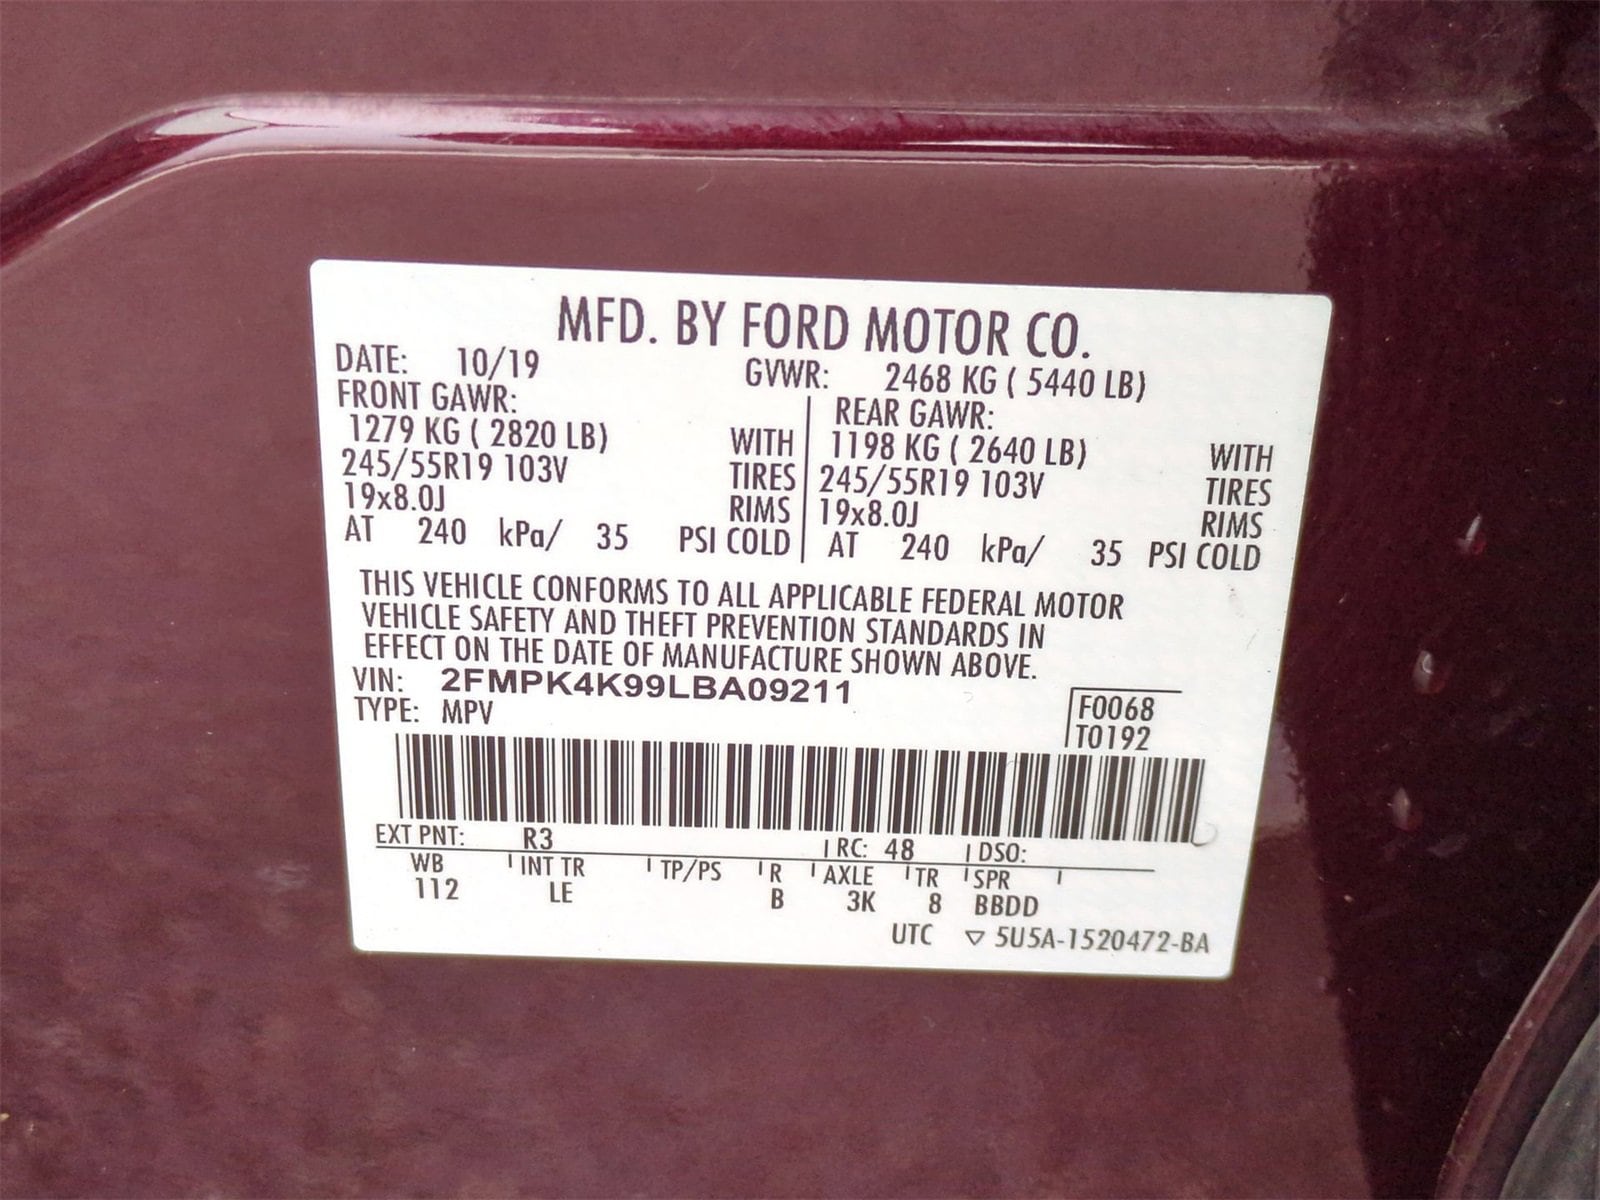 MFD. BY FORD MOTOR CO.
DATE: 10/19 GVWR: 2468 KG ( 5440 LB)
FRONT GAWR: REAR GAWR:
1279 KG ( 2820 LB) WITH 1198 KG ( 2640 LB) WITH
245/55R19 103V TIRES 245/55R19 103V TIRES
19x8.0J RIMS 19x8.0J RIMS
AT 240 kPa/ 35 PSI COLD AT 240 kPa/ 35 PSI COLD
THIS VEHICLE CONFORMS TO ALL APPLICABLE FEDERAL MOTOR
VEHICLE SAFETY AND THEFT PREVENTION STANDARDS IN
EFFECT ON THE DATE OF MANUFACTURE SHOWN ABOVE.
VIN: 2FMPK4K99LBA09211
TYPE: MPV
F0068
T0192
EXT PNT: R3 RC: 48 DSO:
WB INT TR TP/PS R AXLE TR SPR
112 LE B 3K 8 BBDD
UTC ▽ 5U5A-1520472-BA